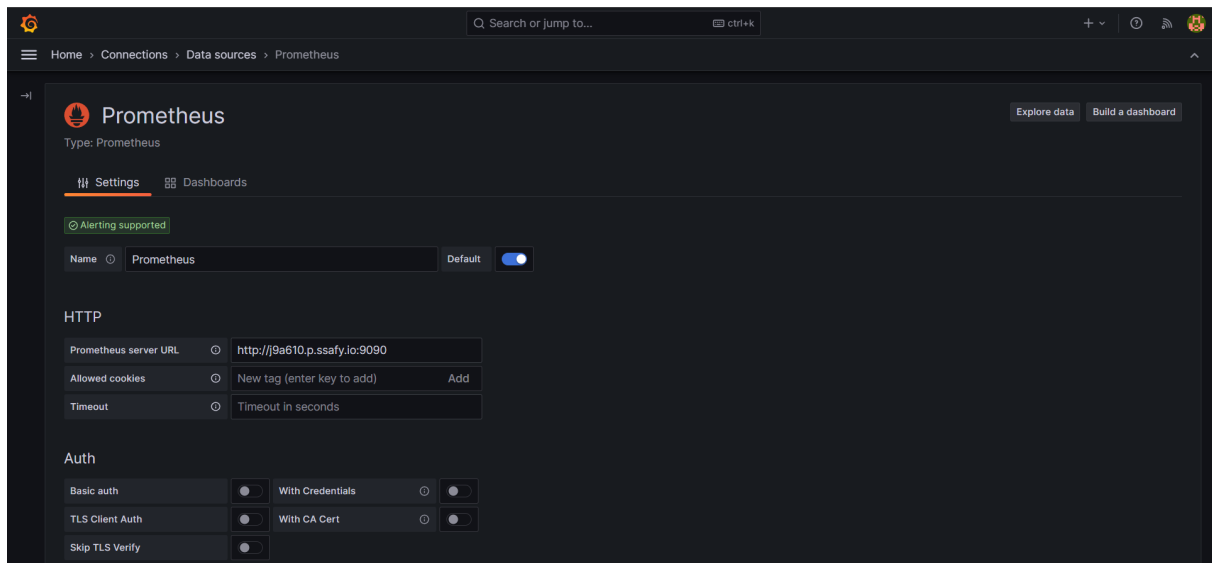 Search or jump to... ctrl+k
Home › Connections › Data sources › Prometheus
Prometheus
Explore data Build a dashboard
Type: Prometheus
Settings Dashboards
Alerting supported
Name Prometheus Default
HTTP
Prometheus server URL http://j9a610.p.ssafy.io:9090
Allowed cookies New tag (enter key to add) Add
Timeout Timeout in seconds
Auth
Basic auth With Credentials
TLS Client Auth With CA Cert
Skip TLS Verify